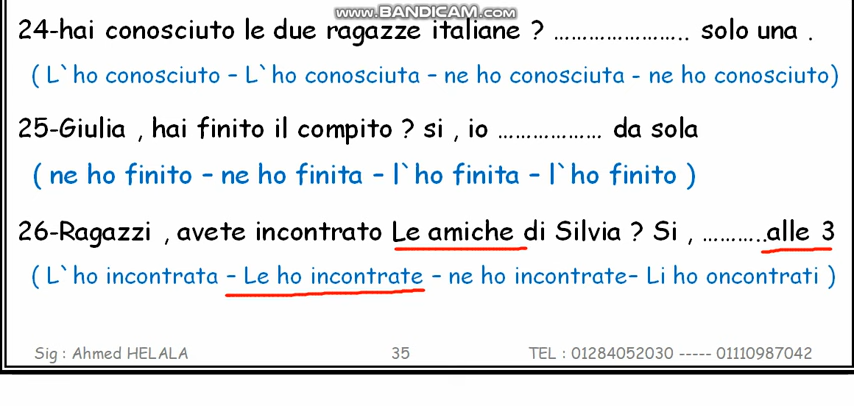 www.BANDICAM.com
24-hai conosciuto le due ragazze italiane ? ........................ solo una .
( L`ho conosciuto – L`ho conosciuta – ne ho conosciuta - ne ho conosciuto)
25-Giulia , hai finito il compito ? si , io .................. da sola
( ne ho finito – ne ho finita – l`ho finita – l`ho finito )
26-Ragazzi , avete incontrato Le amiche di Silvia ? Si , ...........alle 3
( L`ho incontrata – Le ho incontrate – ne ho incontrate– Li ho oncontrati )
Sig : Ahmed HELALA 35 TEL : 01284052030 ----- 01110987042